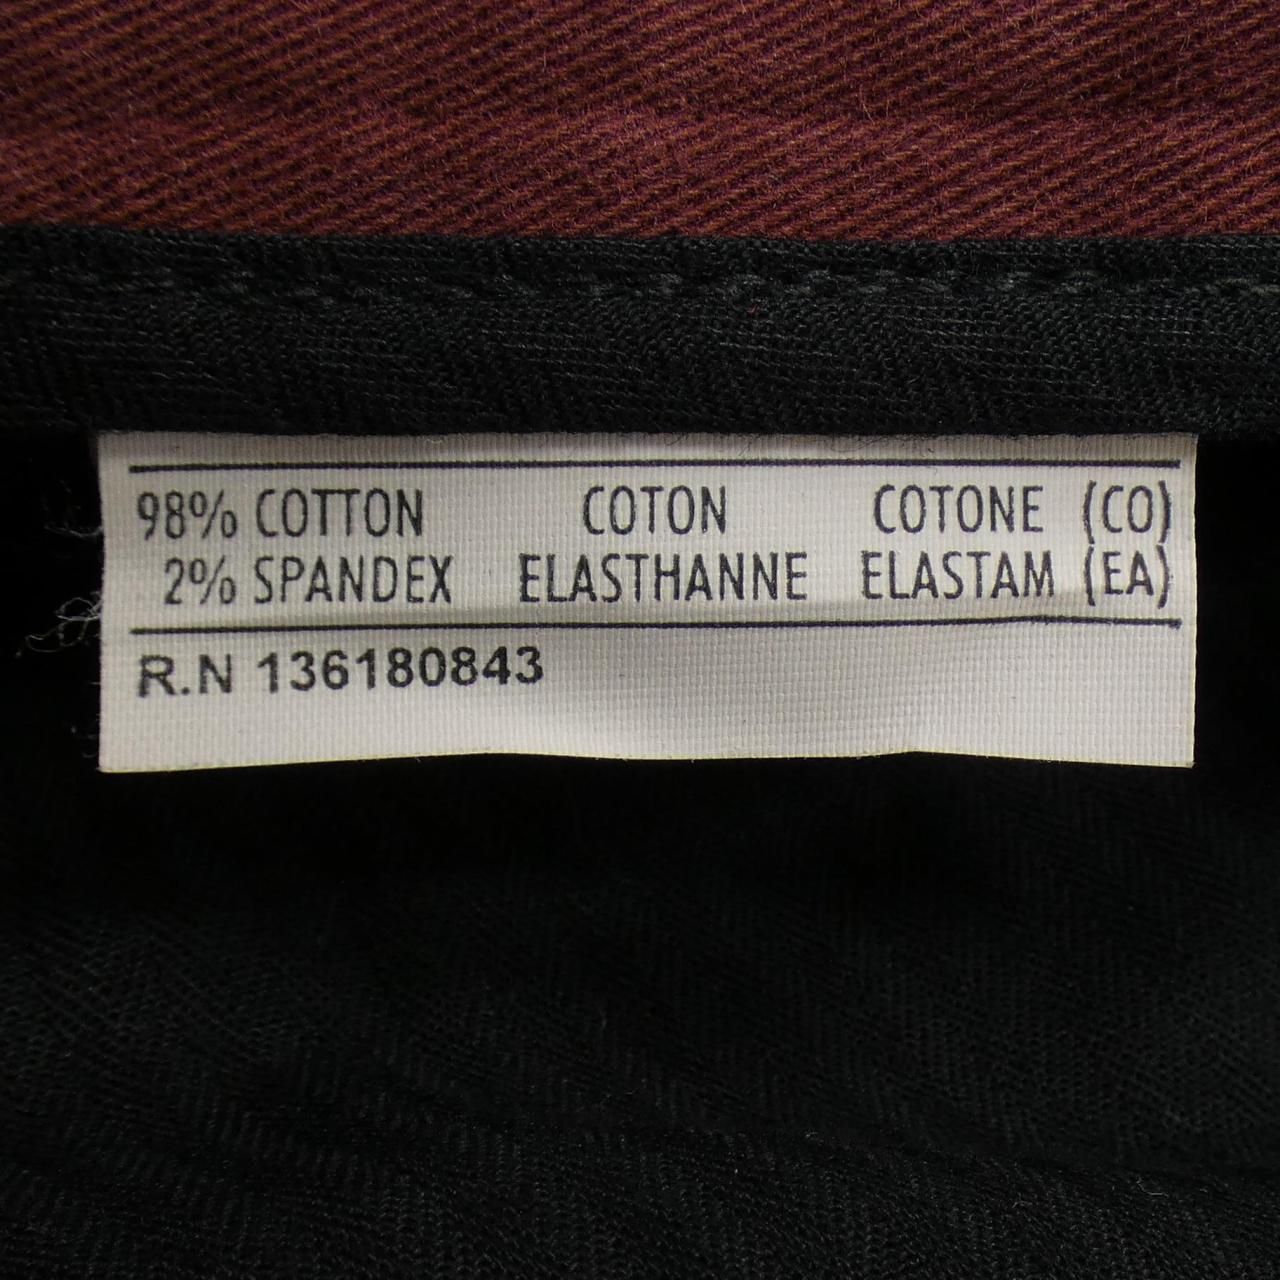 98% COTTON COTON COTONE (CO)
2% SPANDEX ELASTHANNE ELASTAM (EA)
R.N 136180843